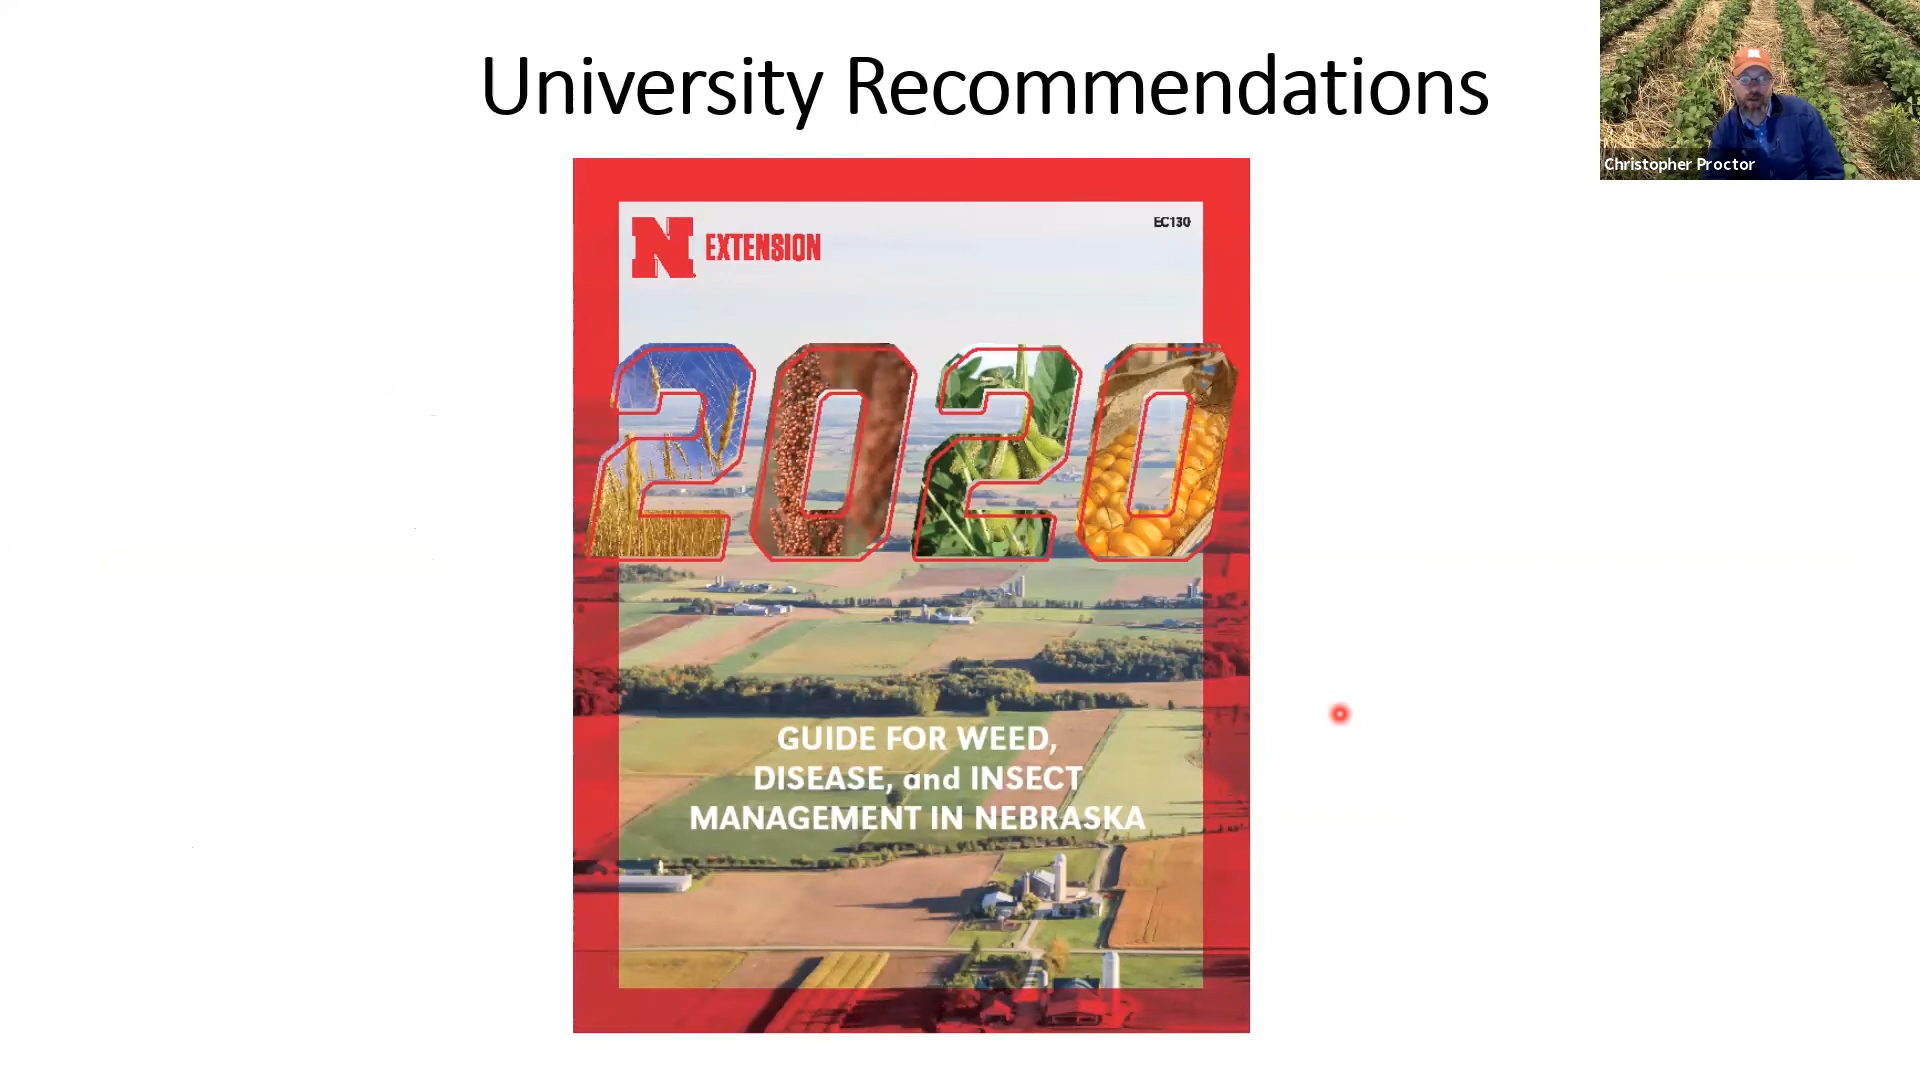 University Recommendations
Christopher Proctor
N EXTENSION
EC130
2020
GUIDE FOR WEED,
DISEASE, and INSECT
MANAGEMENT IN NEBRASKA